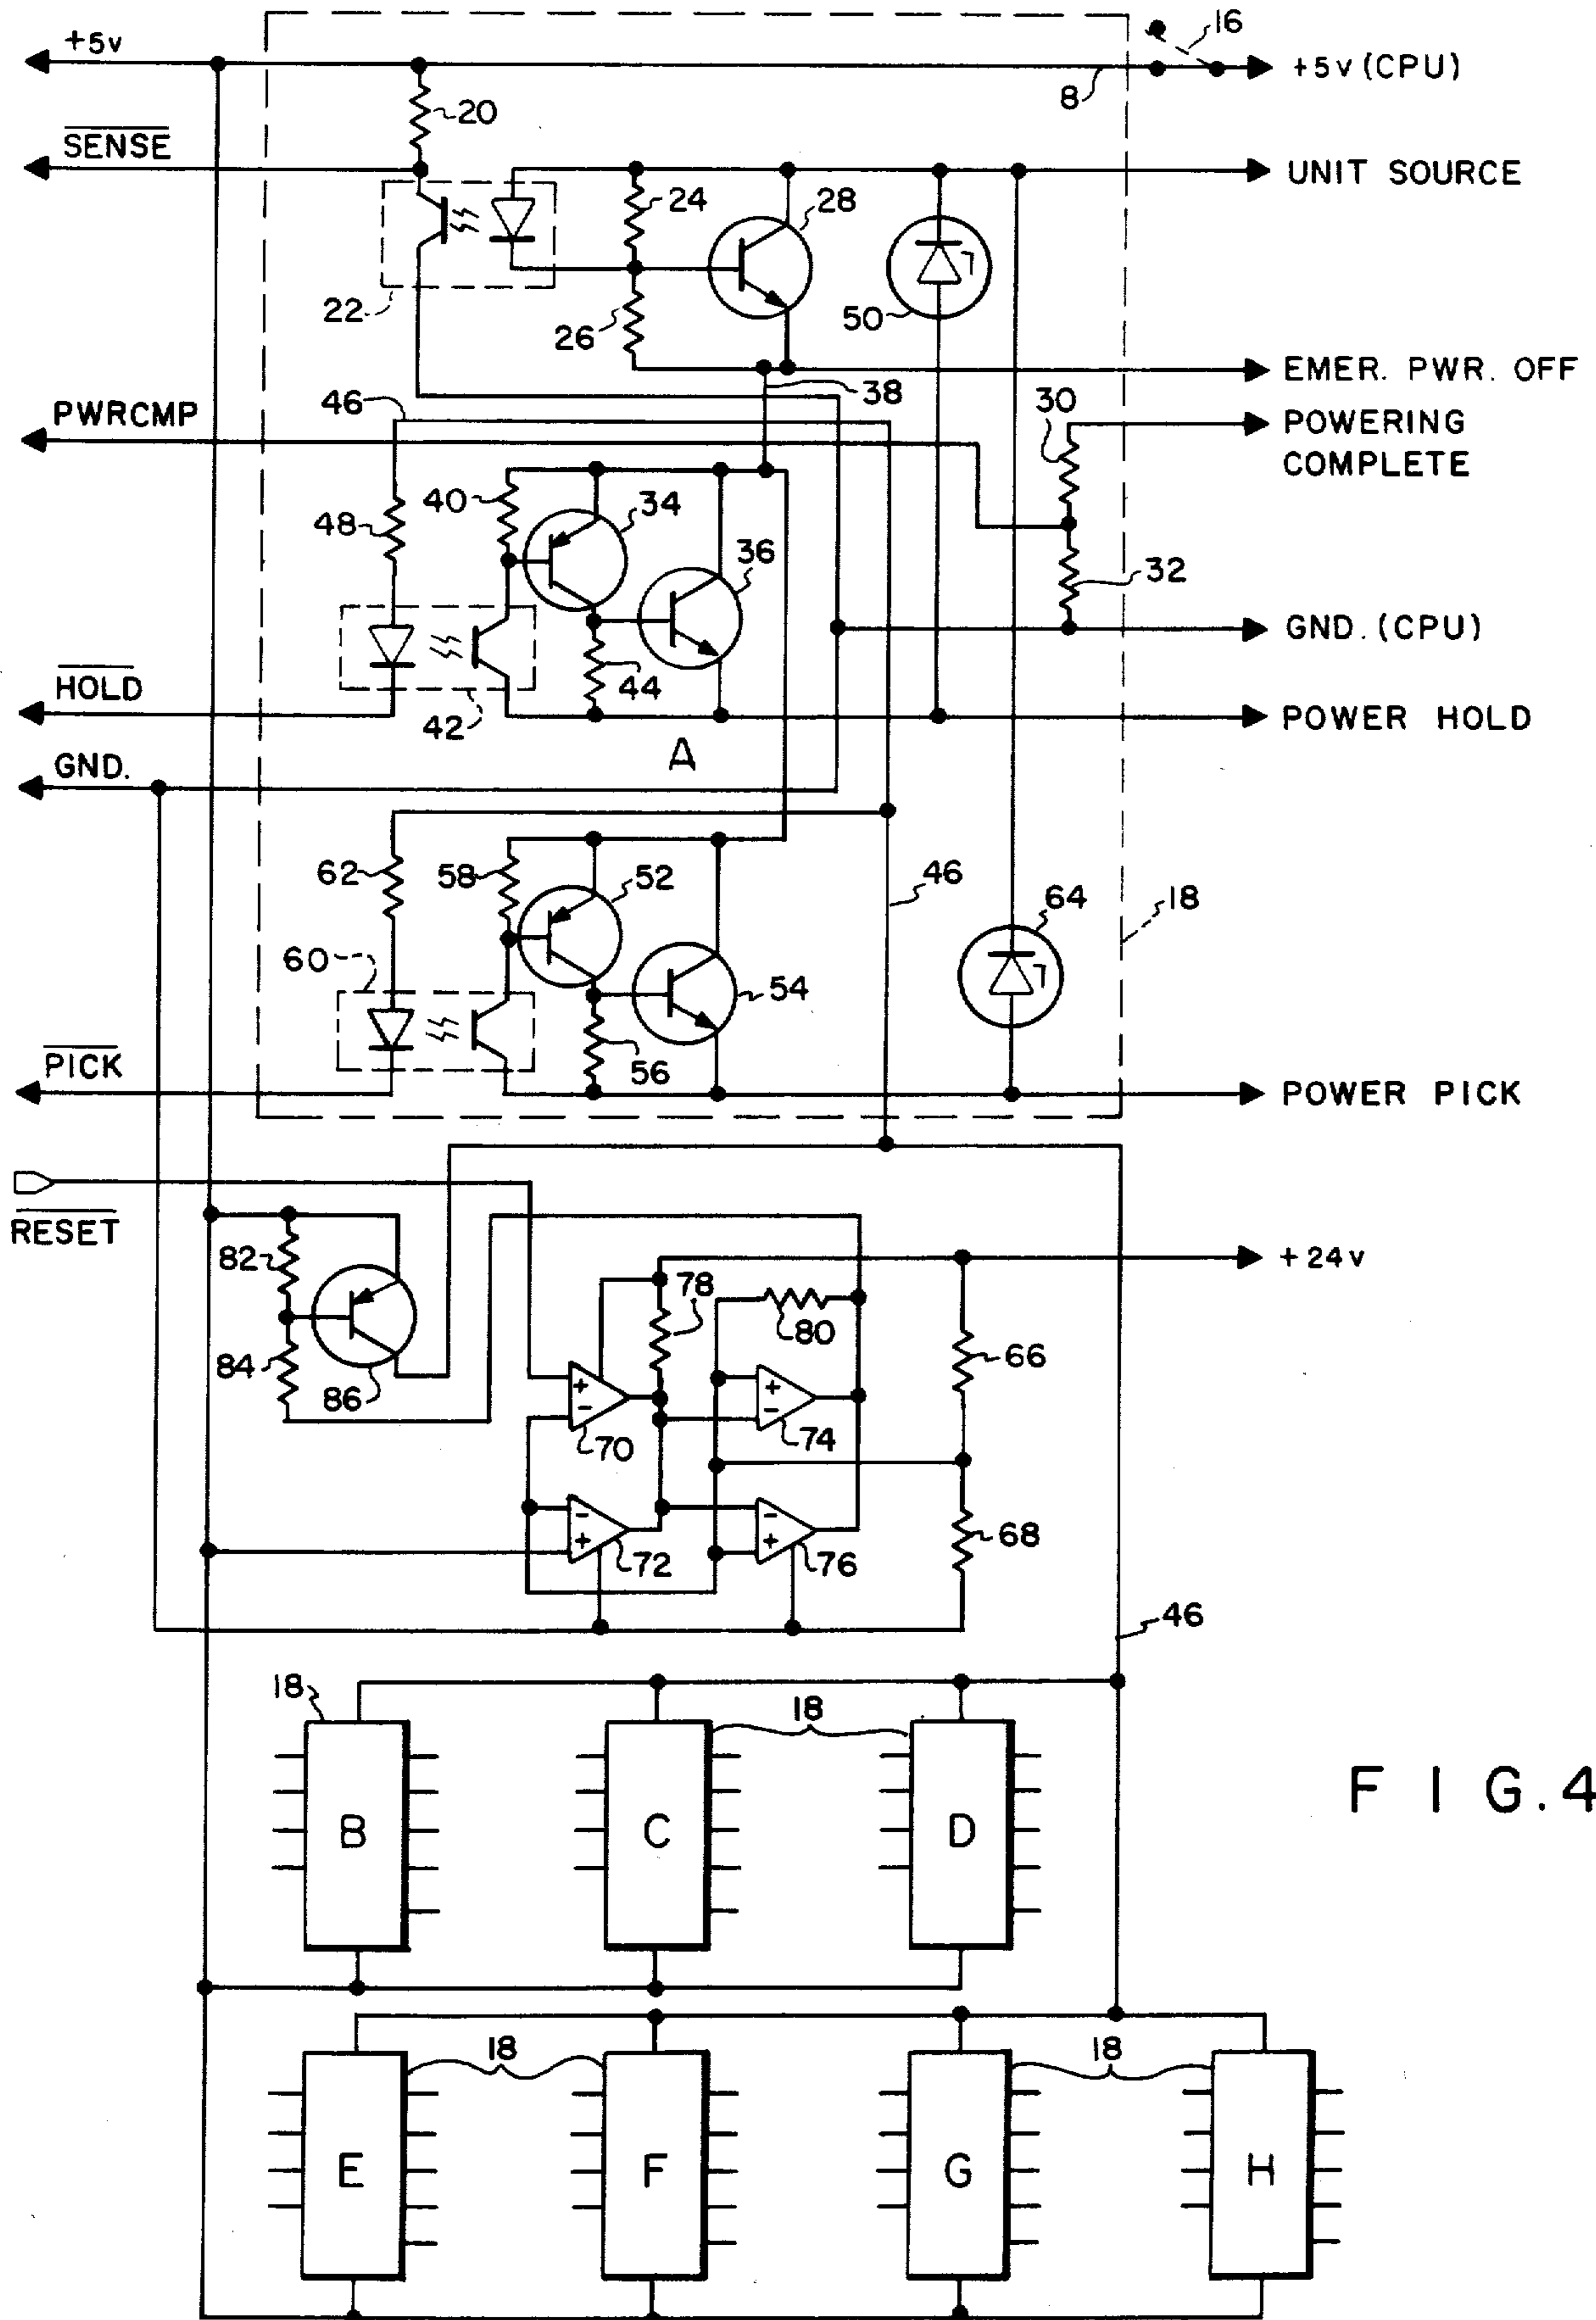 +5v
16
+5v (CPU)
8
20
SENSE
UNIT SOURCE
24
28
22
26
50
EMER. PWR. OFF
38
46
PWRCMP
30
POWERING
COMPLETE
40
34
48
36
32
GND. (CPU)
HOLD
44
42
POWER HOLD
A
GND.
62
58
52
46
18
64
60
54
PICK
56
POWER PICK
RESET
82
+24v
78
80
84
66
86
70
74
72
76
68
46
18
18
B
C
D
FIG.4
18
18
E
F
G
H
+
-
+
-
-
+
-
+